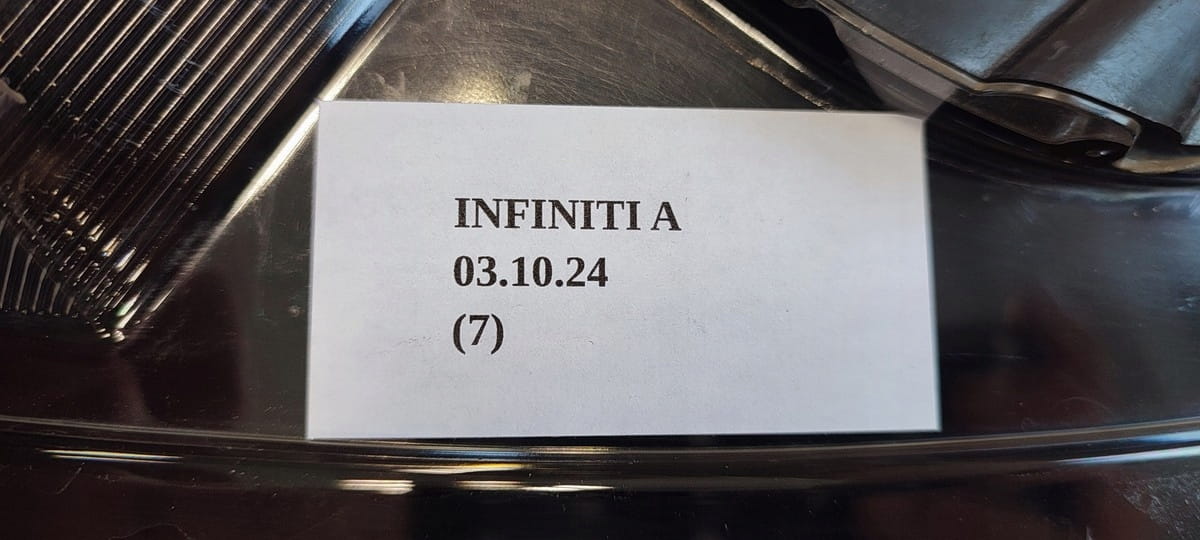 INFINITI A
03.10.24
(7)